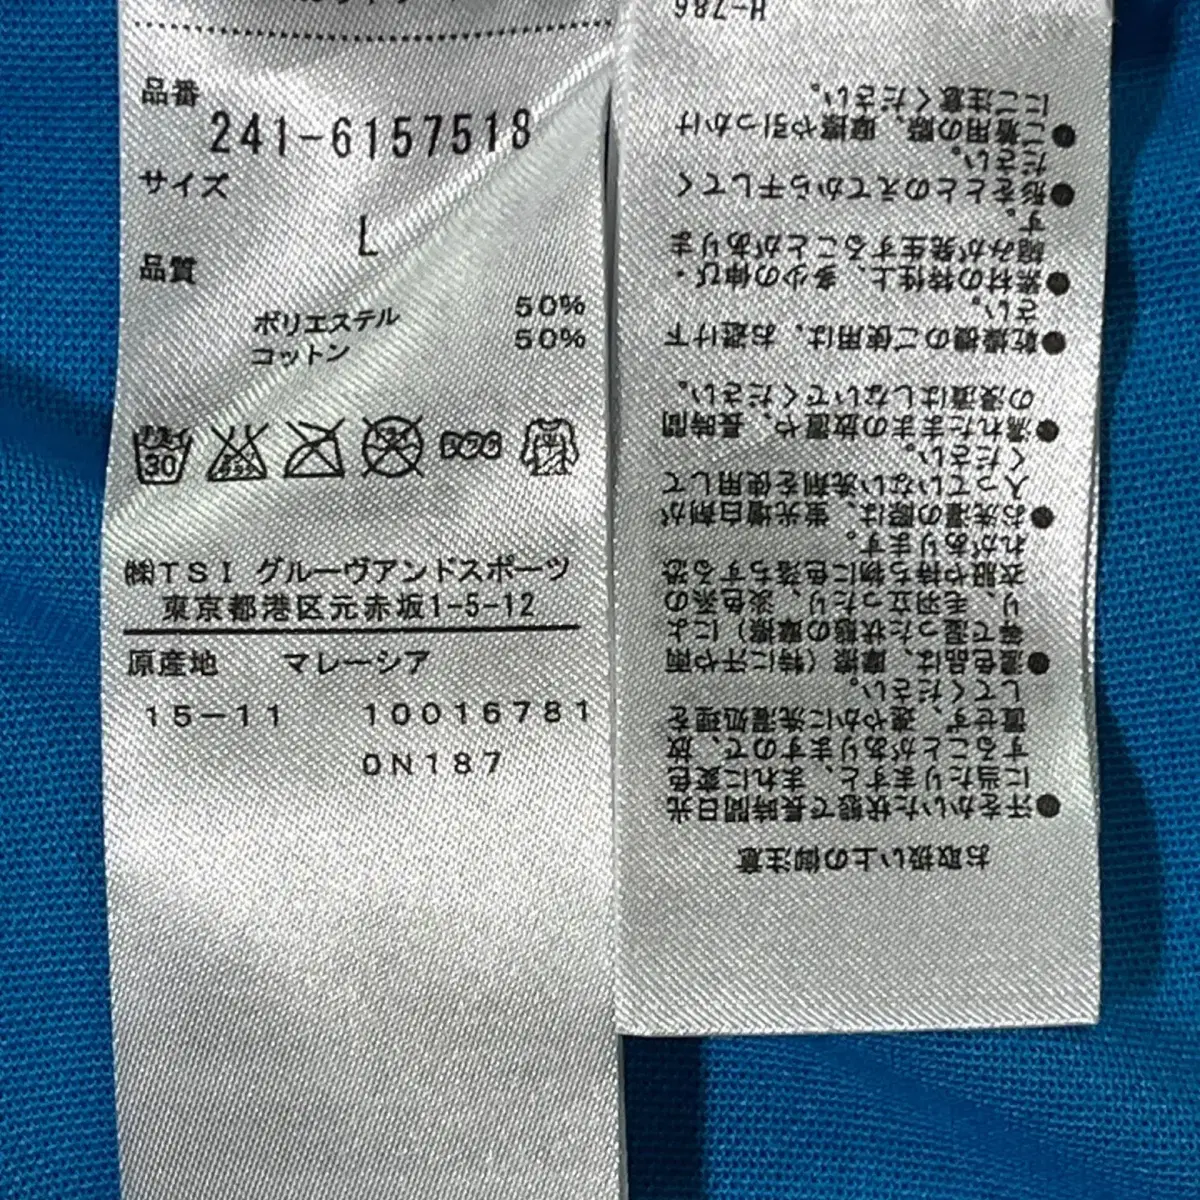 品番
241-6157518
サイズ
L
品質
ポリエステル 50%
コットン 50%
30
㈱TSI グルーヴアンドスポーツ
東京都港区元赤坂1-5-12
原産地 マレーシア
15-11 10016781
0N187
お取扱い上の御注意
●汗をかいた状態で長時間日光
に当たりますと、まれに変色
することがありますので、放
置せず、速やかに洗濯処理を
してください。
●濃色品は、摩擦（特に汗や雨
等で湿った状態の摩擦）によ
り、毛羽立ったり、淡色系の
衣服や持ち物に色落ちする恐
れがあります。
●お洗濯の際は、蛍光増白剤が
入っていない洗剤を使用して
ください。
●濡れたままの放置や、長時間
の浸漬はしないでください。
●乾燥機のご使用は、お避け下
さい。
●素材の特性上、多少の伸び・
縮みが発生することがありま
す。
●形をととのえてから干してく
ださい。
●ご着用の際、摩擦や引っかけ
にご注意ください。
H-786